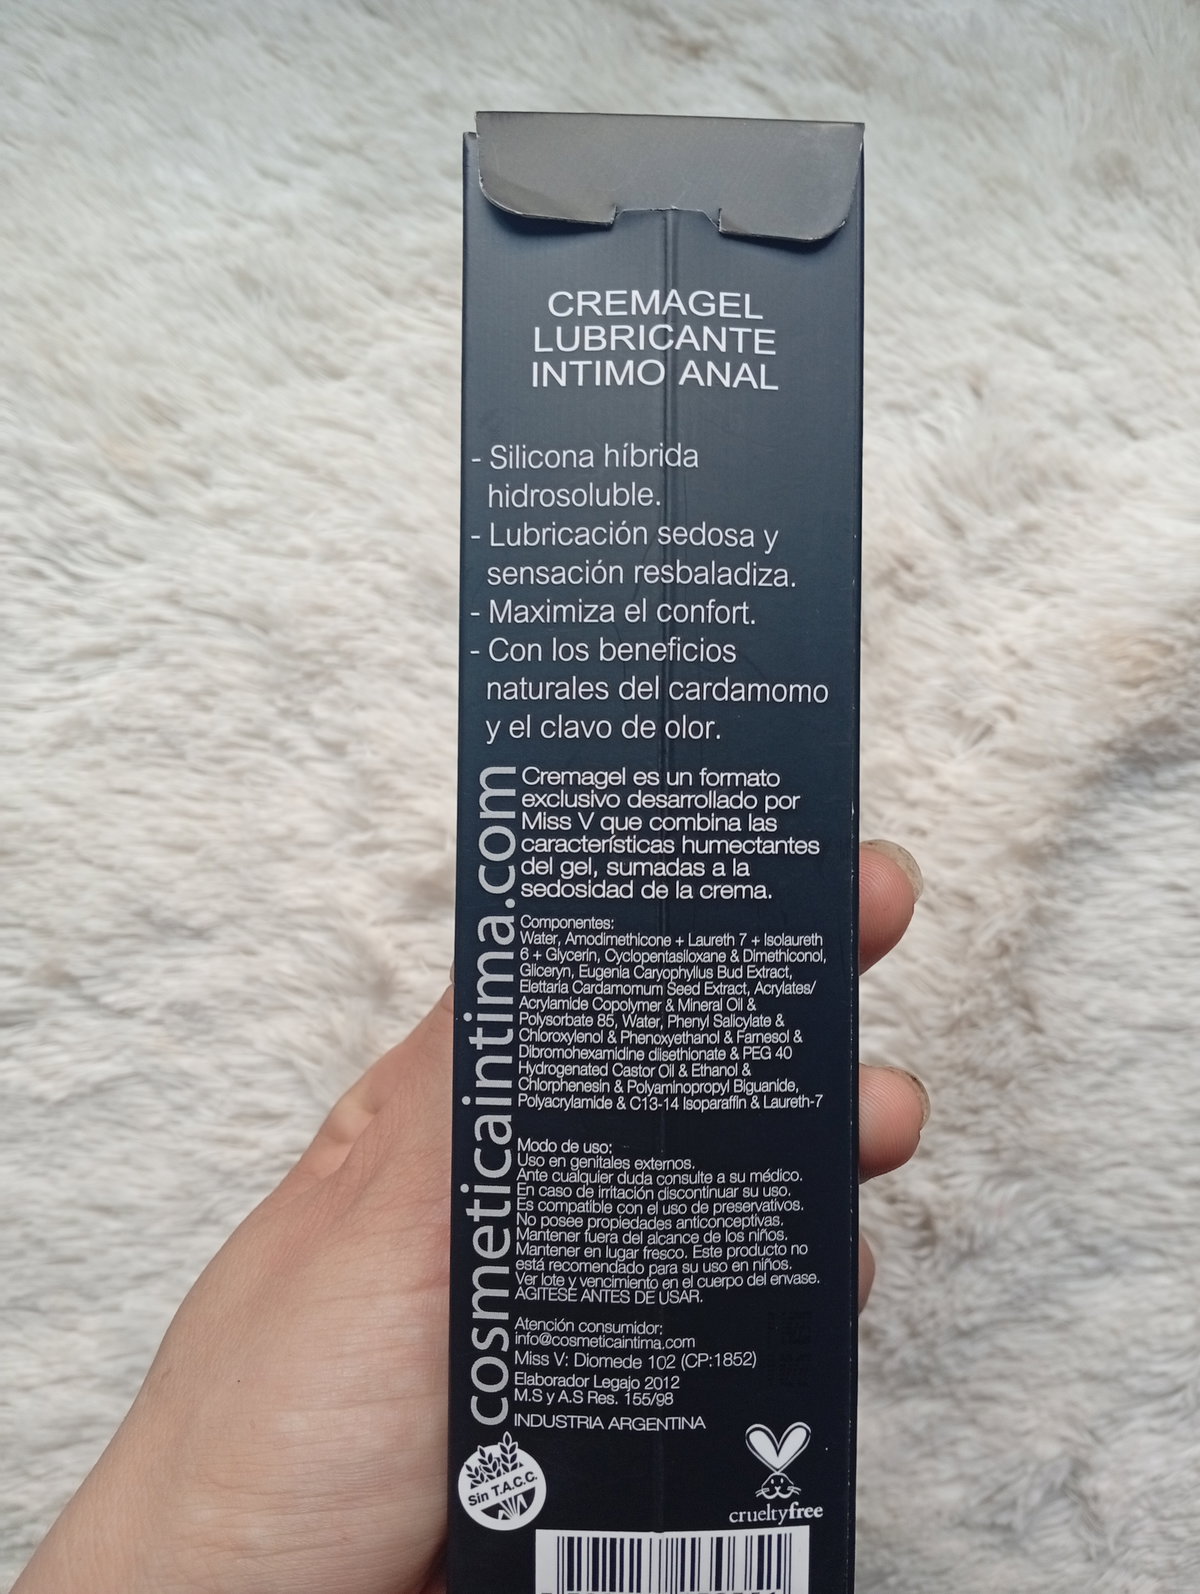 CREMAGEL
LUBRICANTE
INTIMO ANAL
- Silicona híbrida
hidrosoluble.
- Lubricación sedosa y
sensación resbaladiza.
- Maximiza el confort.
- Con los beneficios
naturales del cardamomo
y el clavo de olor.
cosmeticaintima.com
Cremagel es un formato
exclusivo desarrollado por
Miss V que combina las
características humectantes
del gel, sumadas a la
sedosidad de la crema.
Componentes:
Water, Amodimethicone + Laureth 7 + Isolaureth
6 + Glycerin, Cyclopentasiloxane & Dimethiconol,
Gliceryn, Eugenia Caryophyllus Bud Extract,
Elettaria Cardamomum Seed Extract, Acrylates/
Acrylamide Copolymer & Mineral Oil &
Polysorbate 85, Water, Phenyl Salicylate &
Chloroxylenol & Phenoxyethanol & Farnesol &
Dibromohexamidine diisethionate & PEG 40
Hydrogenated Castor Oil & Ethanol &
Chlorphenesin & Polyaminopropyl Biguanide,
Polyacrylamide & C13-14 Isoparaffin & Laureth-7
Modo de uso:
Uso en genitales externos.
Ante cualquier duda consulte a su médico.
En caso de irritación discontinuar su uso.
Es compatible con el uso de preservativos.
No posee propiedades anticonceptivas.
Mantener fuera del alcance de los niños.
Mantener en lugar fresco. Este producto no
está recomendado para su uso en niños.
Ver lote y vencimiento en el cuerpo del envase.
AGITESE ANTES DE USAR.
Atención consumidor:
info@cosmeticaintima.com
Miss V: Diomede 102 (CP:1852)
Elaborador Legajo 2012
M.S y A.S Res. 155/98
INDUSTRIA ARGENTINA
Sin T.A.C.C.
crueltyfree